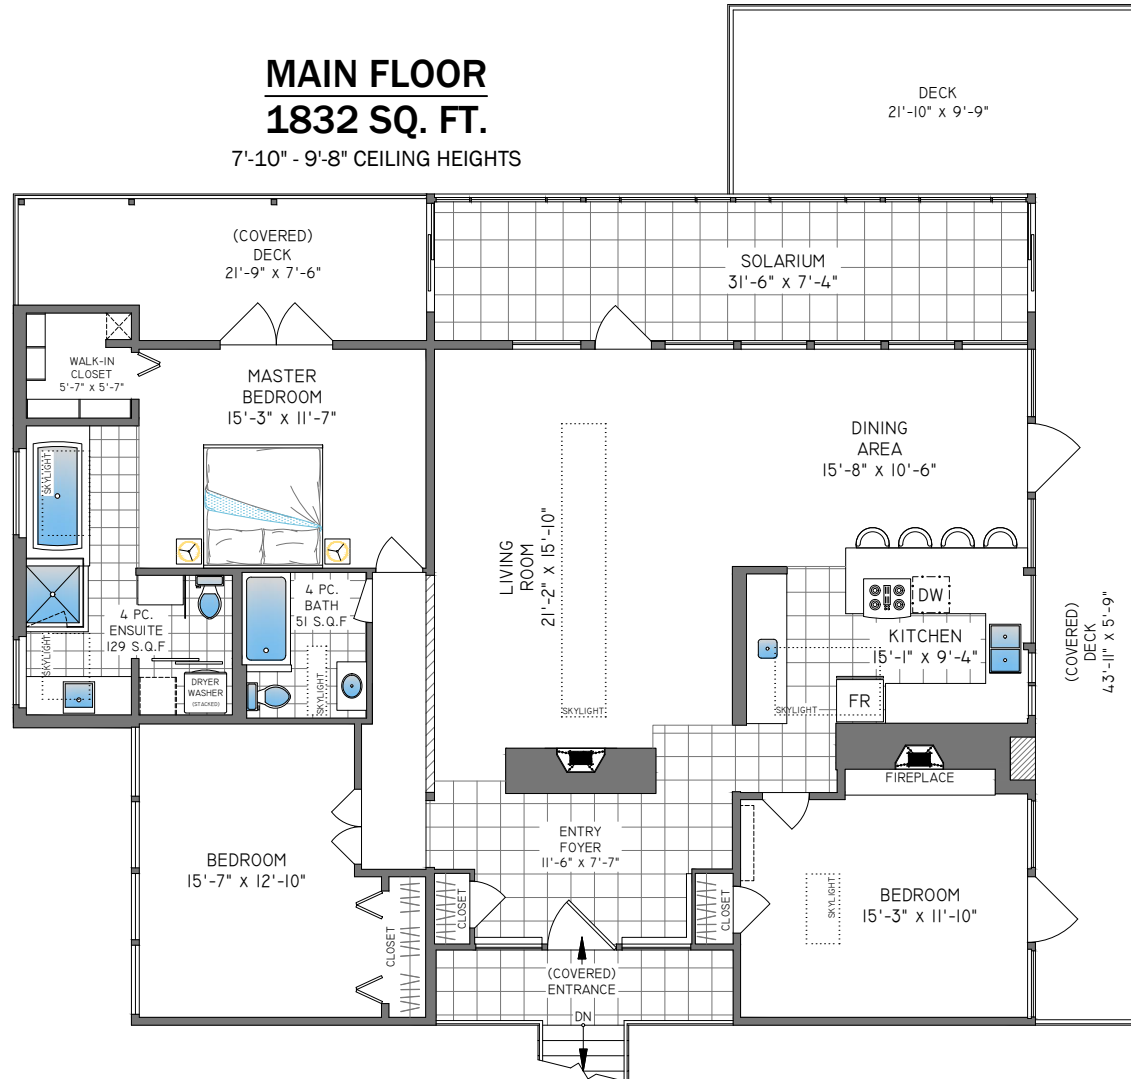 MAIN FLOOR
1832 SQ. FT.
7'-10" - 9'-8" CEILING HEIGHTS
DECK
21'-10" x 9'-9"
(COVERED)
DECK
21'-9" x 7'-6"
SOLARIUM
31'-6" x 7'-4"
WALK-IN
CLOSET
5'-7" x 5'-7"
MASTER
BEDROOM
15'-3" x 11'-7"
DINING
AREA
15'-8" x 10'-6"
SKYLIGHT
LIVING
ROOM
21'-2" x 15'-10"
SKYLIGHT
4 PC.
ENSUITE
129 S.Q.F
SKYLIGHT
DRYER
WASHER
(STACKED)
4 PC.
BATH
51 S.Q.F
SKYLIGHT
DW
KITCHEN
15'-1" x 9'-4"
FR
SKYLIGHT
(COVERED)
DECK
43'-11" x 5'-9"
FIREPLACE
ENTRY
FOYER
11'-6" x 7'-7"
BEDROOM
15'-7" x 12'-10"
CLOSET
CLOSET
CLOSET
SKYLIGHT
BEDROOM
15'-3" x 11'-10"
(COVERED)
ENTRANCE
DN